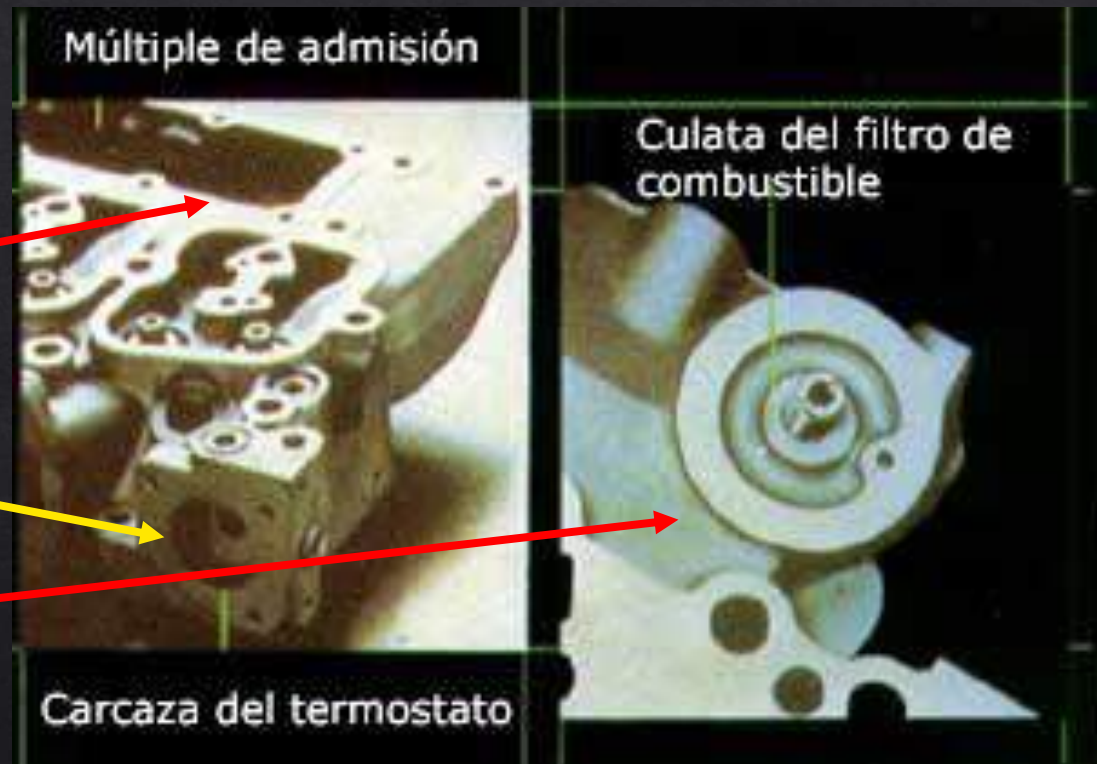 Múltiple de admisión
Culata del filtro de
combustible
Carcaza del termostato